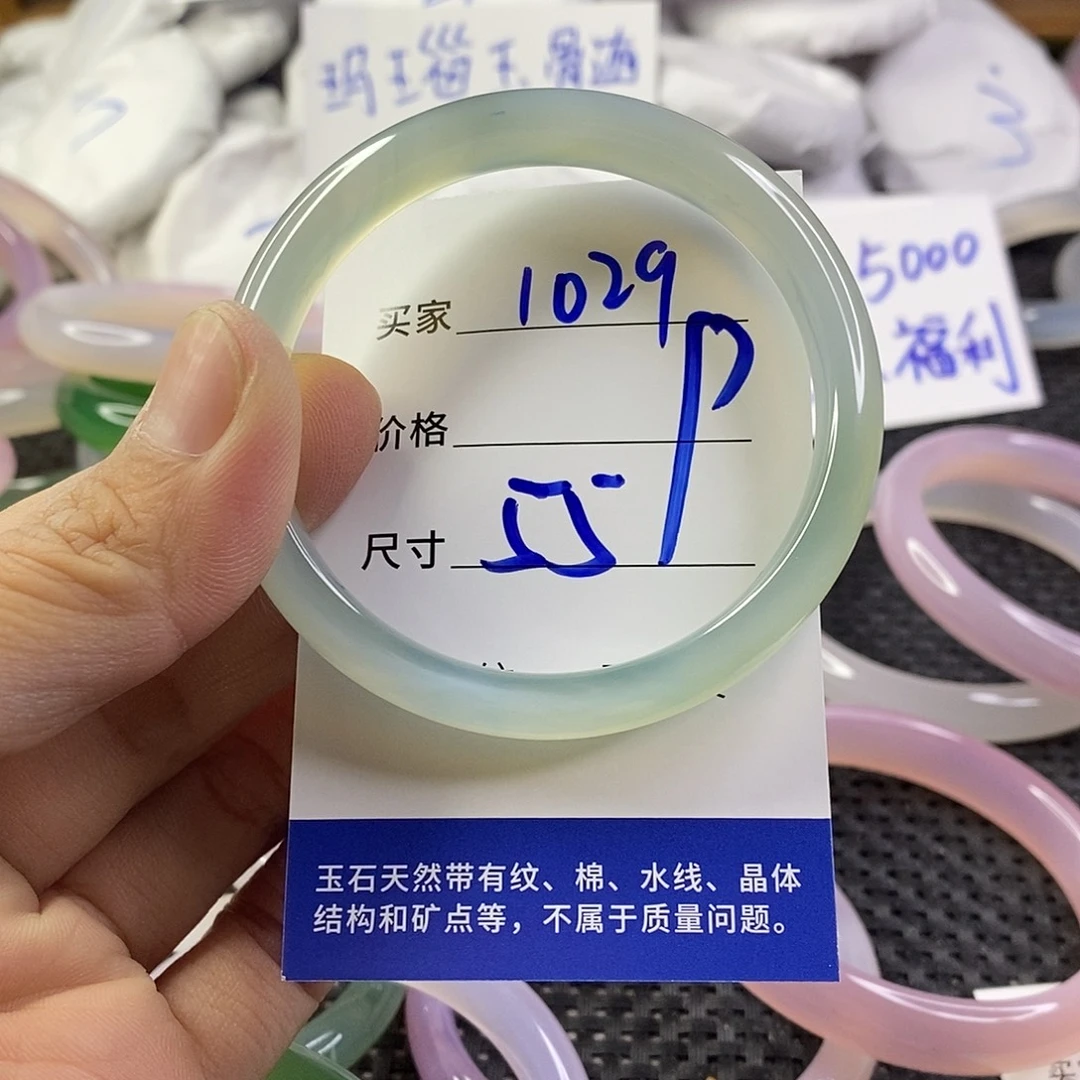 买家 1029
价格
尺寸 55
5000
福利
玉石天然带有纹、棉、水线、晶体
结构和矿点等，不属于质量问题。